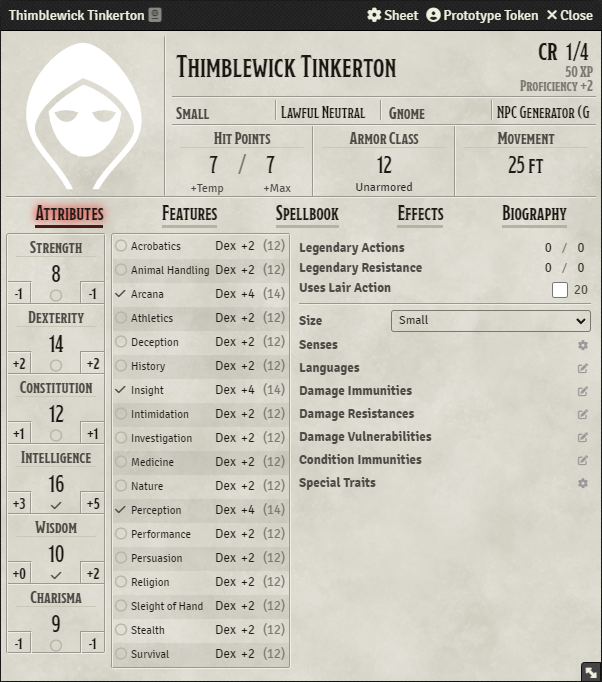 Thimblewick Tinkerton Sheet Prototype Token Close
Thimblewick Tinkerton CR 1/4
50 XP
Proficiency +2
Small Lawful Neutral Gnome NPC Generator (G
Hit Points Armor Class Movement
7 / 7 12 25 ft
+Temp +Max Unarmored
Attributes Features Spellbook Effects Biography
Strength
8
-1 -1
Dexterity
14
+2 +2
Constitution
12
+1 +1
Intelligence
16
+3 +5
Wisdom
10
+0 +2
Charisma
9
-1 -1
Acrobatics Dex +2 (12)
Animal Handling Dex +2 (12)
Arcana Dex +4 (14)
Athletics Dex +2 (12)
Deception Dex +2 (12)
History Dex +2 (12)
Insight Dex +4 (14)
Intimidation Dex +2 (12)
Investigation Dex +2 (12)
Medicine Dex +2 (12)
Nature Dex +2 (12)
Perception Dex +4 (14)
Performance Dex +2 (12)
Persuasion Dex +2 (12)
Religion Dex +2 (12)
Sleight of Hand Dex +2 (12)
Stealth Dex +2 (12)
Survival Dex +2 (12)
Legendary Actions 0 / 0
Legendary Resistance 0 / 0
Uses Lair Action 20
Size Small
Senses
Languages
Damage Immunities
Damage Resistances
Damage Vulnerabilities
Condition Immunities
Special Traits